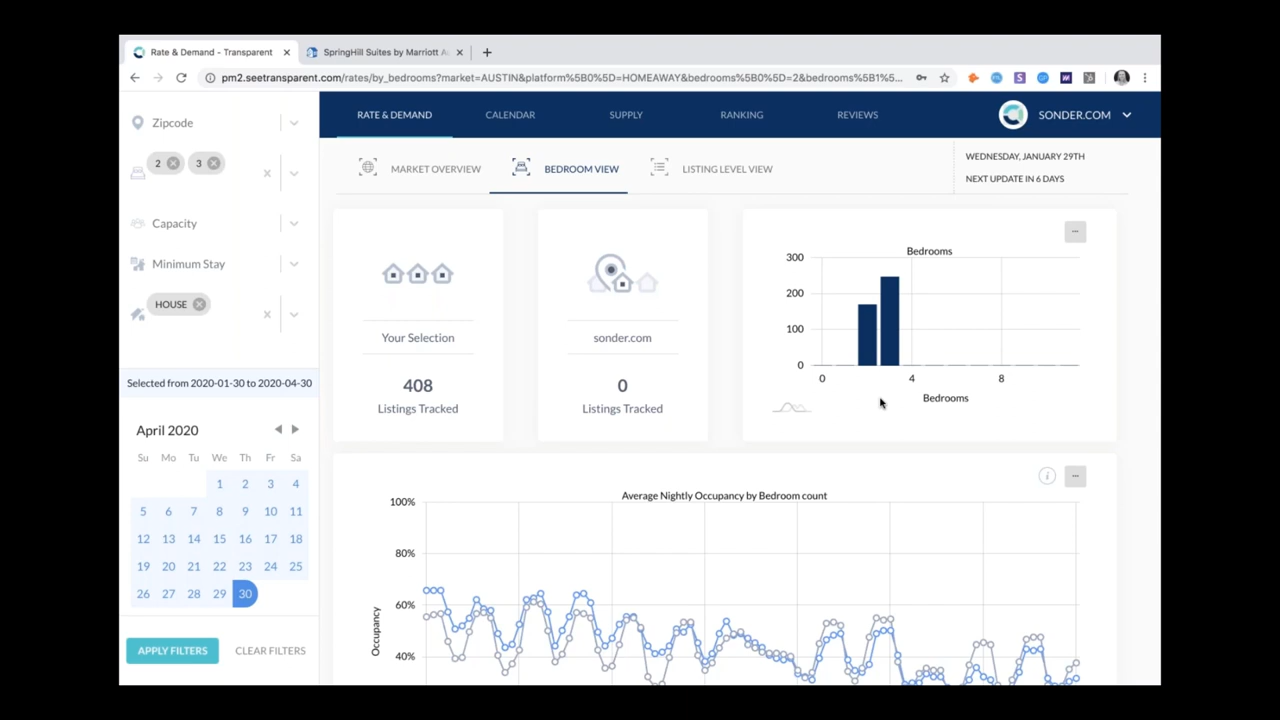 Rate & Demand - Transparent
SpringHill Suites by Marriott A
pm2.seetransparent.com/rates/by_bedrooms?market=AUSTIN&platform%5B0%5D=HOMEAWAY&bedrooms%5B0%5D=2&bedrooms%5B1%5...
RATE & DEMAND
CALENDAR
SUPPLY
RANKING
REVIEWS
SONDER.COM
Zipcode
2
3
Capacity
Minimum Stay
HOUSE
Selected from 2020-01-30 to 2020-04-30
April 2020
Su Mo Tu We Th Fr Sa
1 2 3 4
5 6 7 8 9 10 11
12 13 14 15 16 17 18
19 20 21 22 23 24 25
26 27 28 29 30
APPLY FILTERS
CLEAR FILTERS
MARKET OVERVIEW
BEDROOM VIEW
LISTING LEVEL VIEW
WEDNESDAY, JANUARY 29TH
NEXT UPDATE IN 6 DAYS
Your Selection
408
Listings Tracked
sonder.com
0
Listings Tracked
Bedrooms
300
200
100
0
0 4 8
Bedrooms
Average Nightly Occupancy by Bedroom count
100%
80%
60%
40%
Occupancy